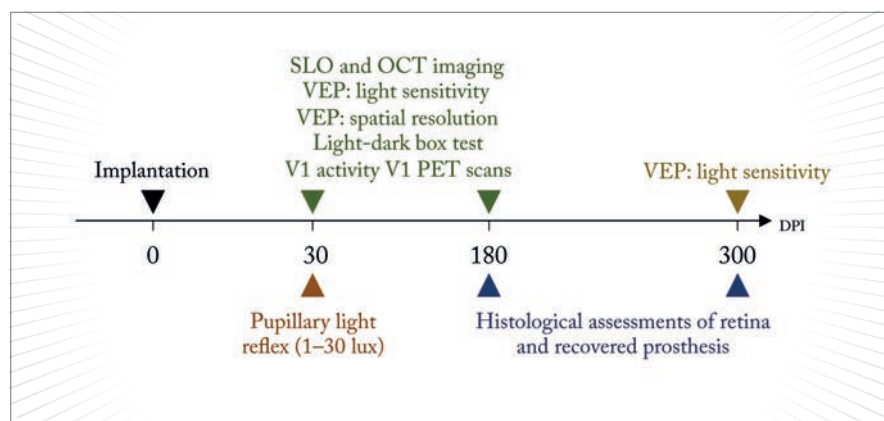 SLO and OCT imaging
VEP: light sensitivity
VEP: spatial resolution
Light-dark box test
V1 activity V1 PET scans
Implantation
VEP: light sensitivity
DPI
0 30 180 300
Pupillary light
reflex (1–30 lux)
Histological assessments of retina
and recovered prosthesis